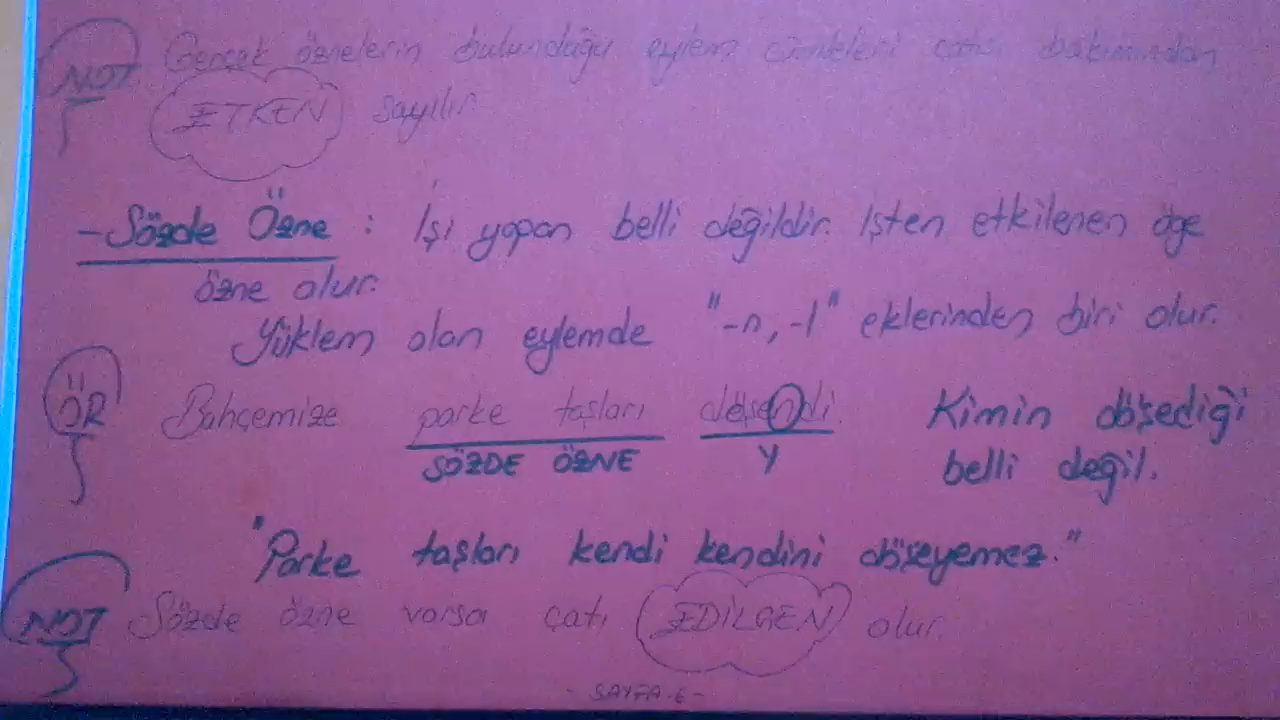 NOT Gerçek öznelerin bulunduğu eylem cümleleri çatı bakımından
ETKEN sayılır.
-Sözde Özne : İşi yapan belli değildir. İşten etkilenen öge
özne olur.
Yüklem olan eylemde "-n, -l" eklerinden biri olur.
ÖR Bahçemize parke taşları döşendi. Kimin döşediği
SÖZDE ÖZNE Y belli değil.
"Parke taşları kendi kendini döşeyemez."
NOT Sözde özne varsa çatı EDİLGEN olur.
- SAYFA-6-